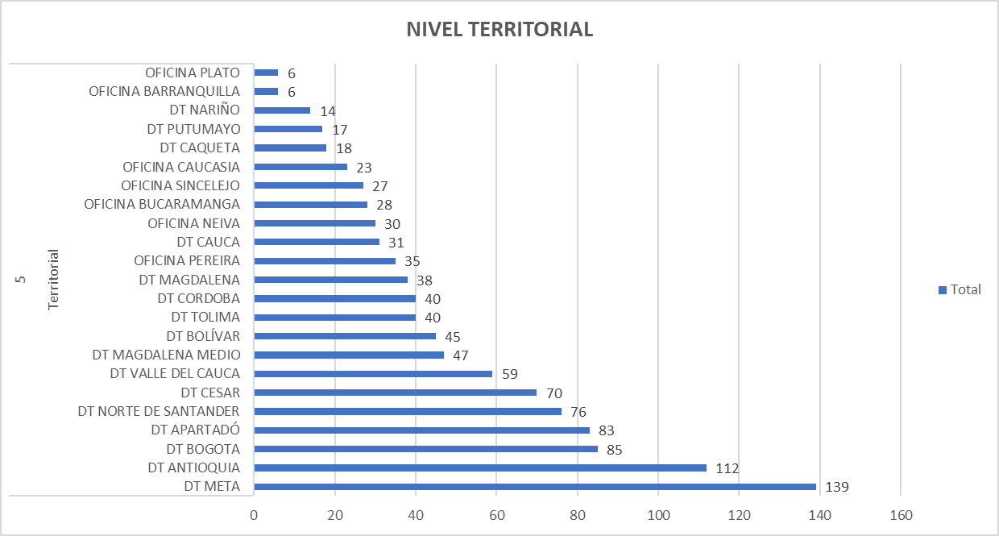 NIVEL TERRITORIAL
OFICINA PLATO 6
OFICINA BARRANQUILLA 6
DT NARIÑO 14
DT PUTUMAYO 17
DT CAQUETA 18
OFICINA CAUCASIA 23
OFICINA SINCELEJO 27
OFICINA BUCARAMANGA 28
OFICINA NEIVA 30
DT CAUCA 31
OFICINA PEREIRA 35
DT MAGDALENA 38
DT CORDOBA 40
DT TOLIMA 40
DT BOLÍVAR 45
DT MAGDALENA MEDIO 47
DT VALLE DEL CAUCA 59
DT CESAR 70
DT NORTE DE SANTANDER 76
DT APARTADÓ 83
DT BOGOTA 85
DT ANTIOQUIA 112
DT META 139
5
Territorial
0 20 40 60 80 100 120 140 160
Total